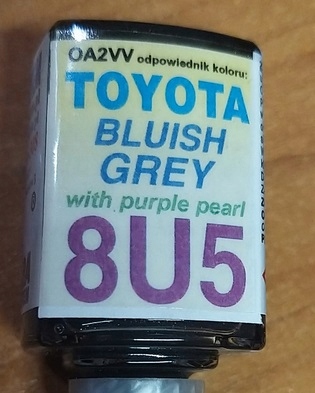 OA2VV odpowiednik koloru:
TOYOTA
BLUISH
GREY
with purple pearl
8U5